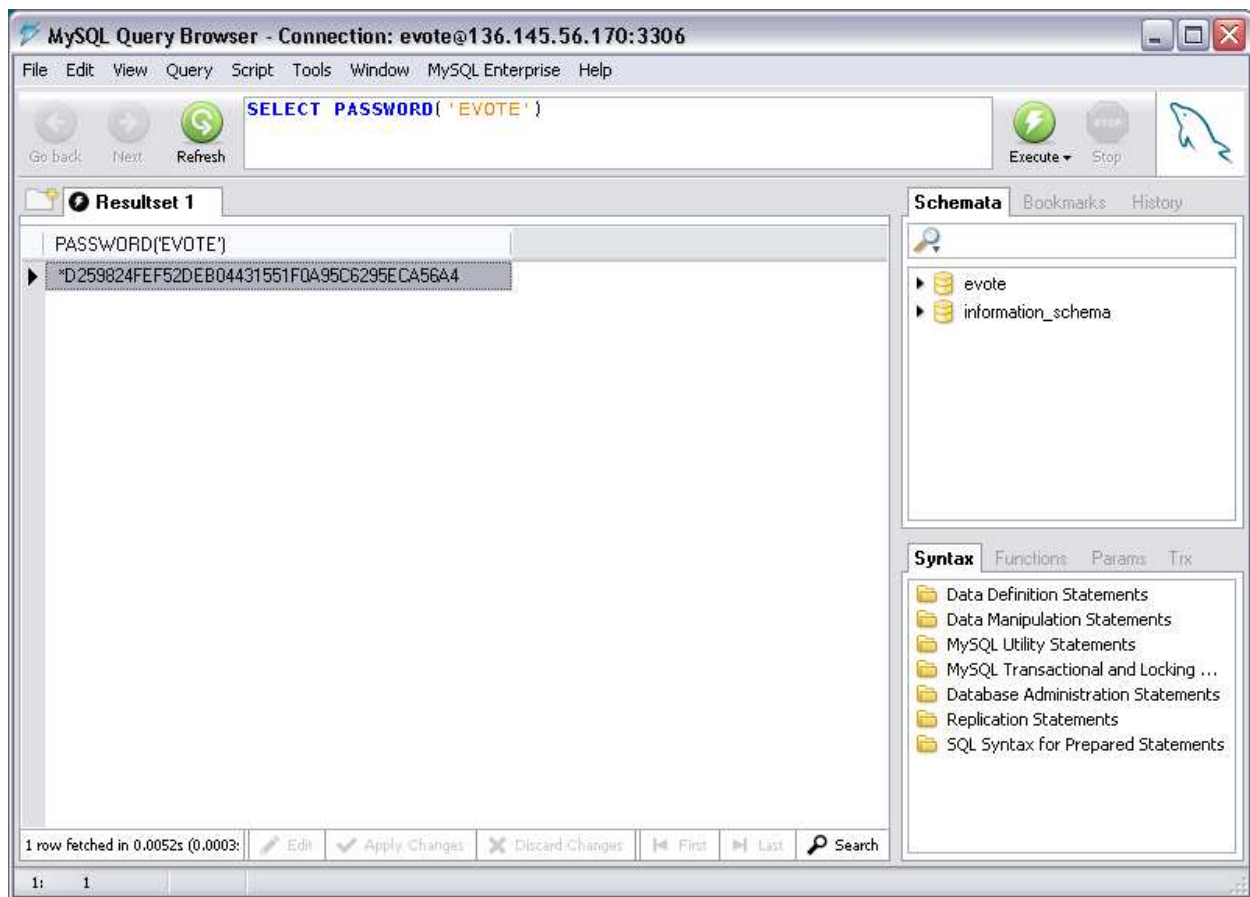 MySQL Query Browser - Connection: evote@136.145.56.170:3306
File Edit View Query Script Tools Window MySQL Enterprise Help
SELECT PASSWORD('EVOTE')
Go back Next Refresh Execute Stop
STOP
Resultset 1
PASSWORD('EVOTE')
*D259824FEF52DEB04431551F0A95C6295ECA56A4
Schemata Bookmarks History
evote
information_schema
Syntax Functions Params Trx
Data Definition Statements
Data Manipulation Statements
MySQL Utility Statements
MySQL Transactional and Locking ...
Database Administration Statements
Replication Statements
SQL Syntax for Prepared Statements
1 row fetched in 0.0052s (0.0003: Edit Apply Changes Discard Changes First Last Search
1: 1